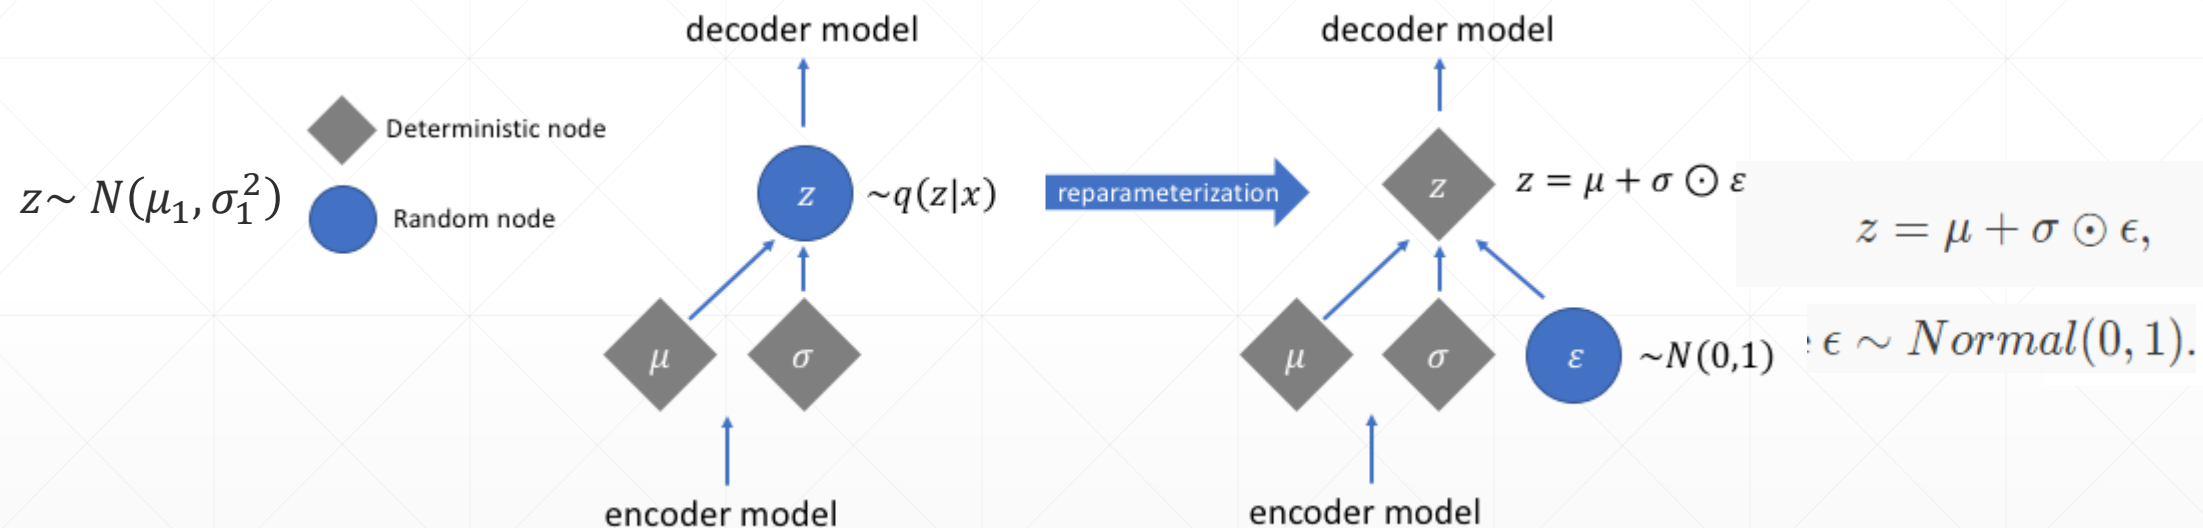 decoder model
Deterministic node
z~ N(μ₁, σ₁²)
Random node
z
~q(z|x)
μ
σ
encoder model
reparameterization
decoder model
z
z = μ + σ ⊙ ε
μ
σ
ε
~N(0,1)
encoder model
z = μ + σ ⊙ ϵ,
ϵ ∼ Normal(0, 1).